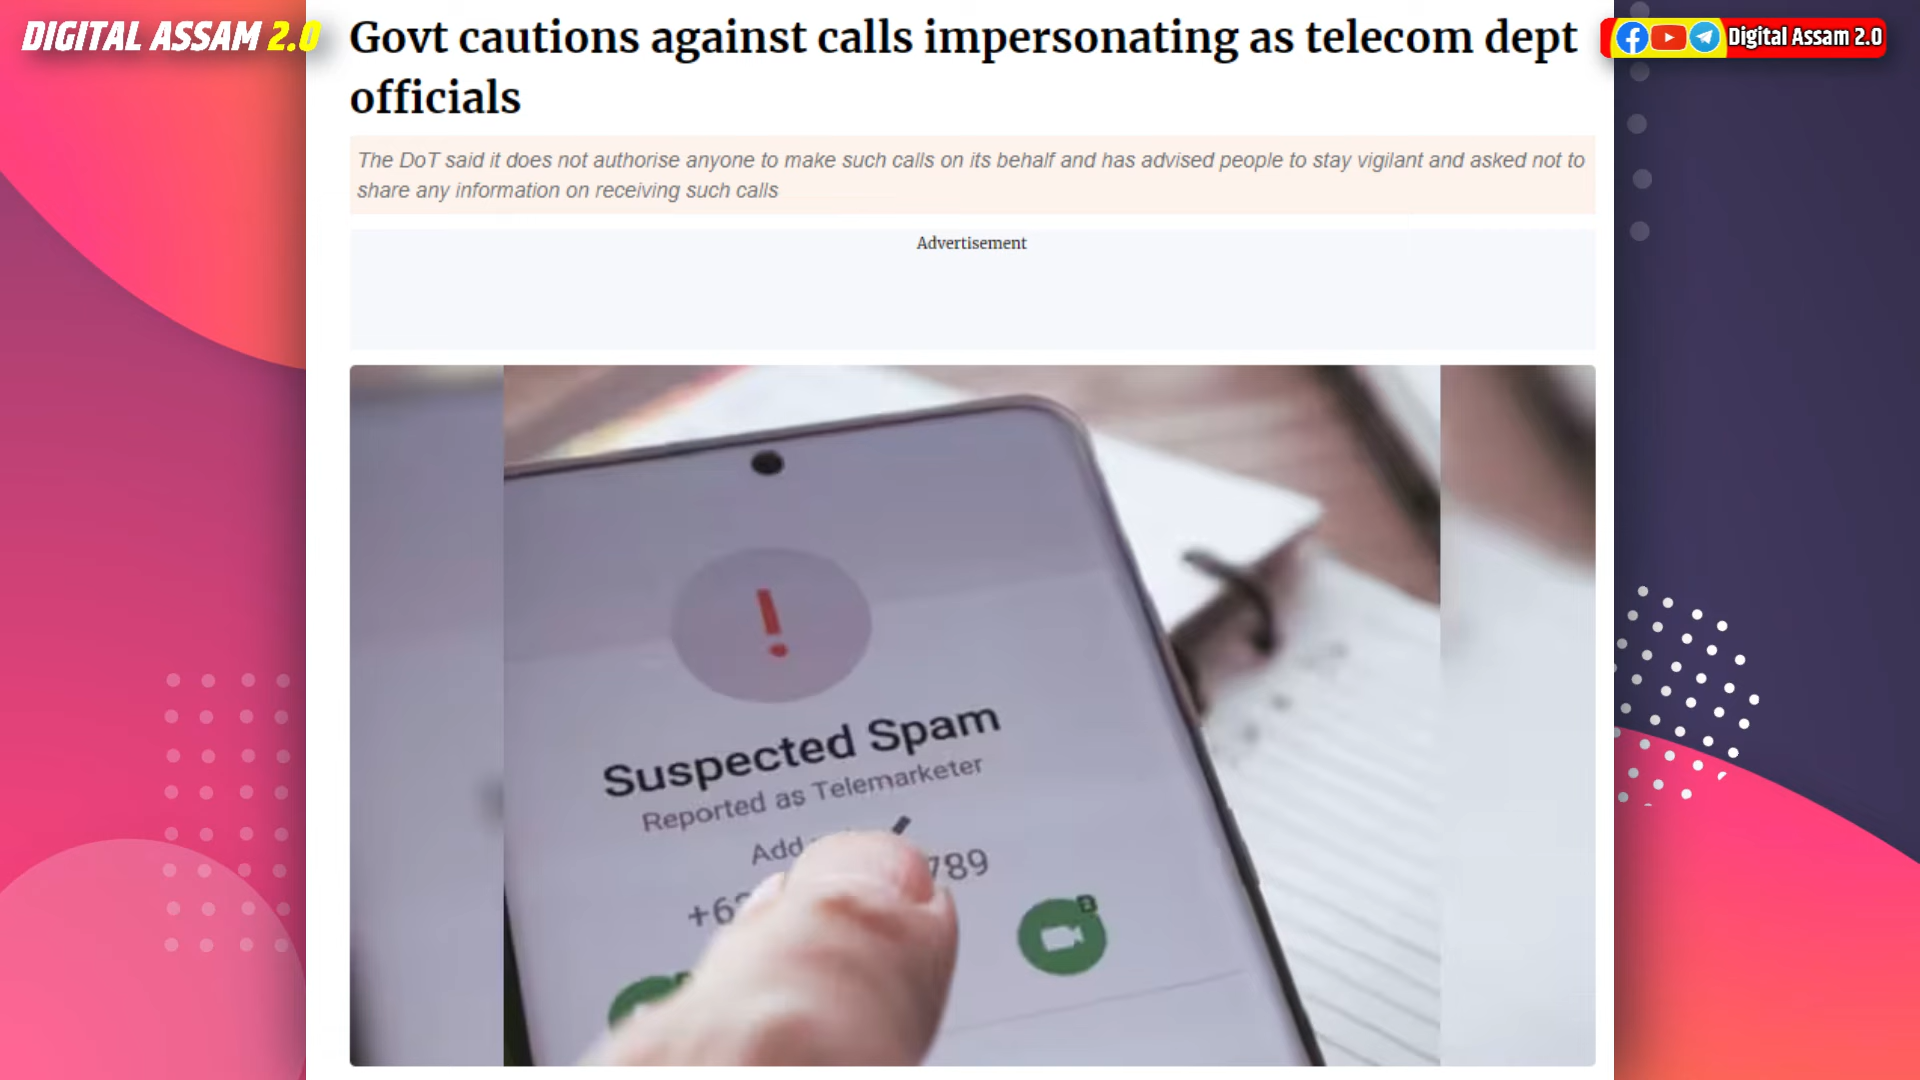 DIGITAL ASSAM 2.0
Govt cautions against calls impersonating as telecom dept
officials
Digital Assam 2.0
The DoT said it does not authorise anyone to make such calls on its behalf and has advised people to stay vigilant and asked not to
share any information on receiving such calls
Advertisement
Suspected Spam
Reported as Telemarketer
Add
789